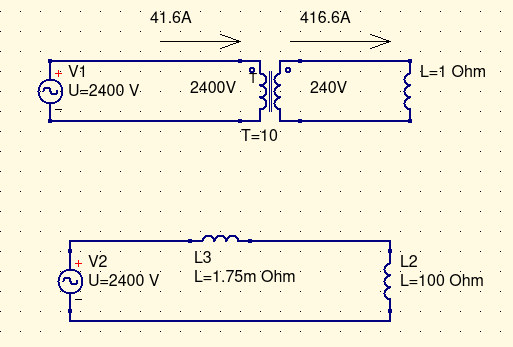 41.6A 416.6A
+ V1 L=1 Ohm
U=2400 V 2400V 240V
T
−
T=10
L3 L2
+ V2 L=1.75m Ohm L=100 Ohm
U=2400 V
−